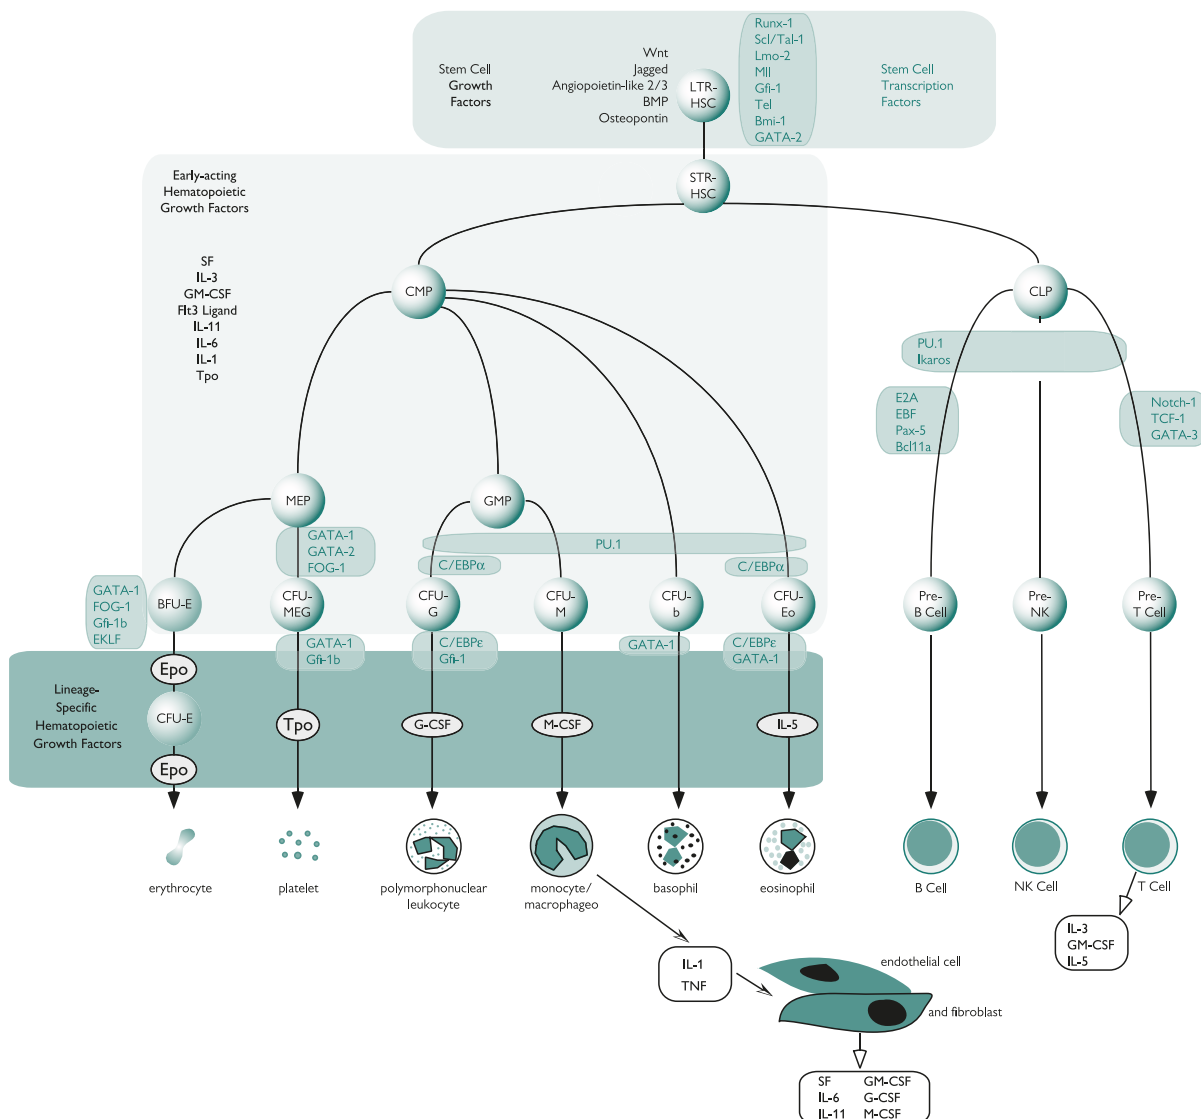 Stem Cell
Growth
Factors
Wnt
Jagged
Angiopoietin-like 2/3
BMP
Osteopontin
LTR-
HSC
Runx-1
Scl/Tal-1
Lmo-2
Mll
Gfi-1
Tel
Bmi-1
GATA-2
Stem Cell
Transcription
Factors
STR-
HSC
Early-acting
Hematopoietic
Growth Factors
SF
IL-3
GM-CSF
Flt3 Ligand
IL-11
IL-6
IL-1
Tpo
CMP
CLP
PU.1
Ikaros
E2A
EBF
Pax-5
Bcl11a
Notch-1
TCF-1
GATA-3
MEP
GMP
GATA-1
GATA-2
FOG-1
PU.1
C/EBPα
C/EBPα
GATA-1
FOG-1
Gfi-1b
EKLF
BFU-E
CFU-
MEG
CFU-
G
CFU-
M
CFU-
b
CFU-
Eo
Pre-
B Cell
Pre-
NK
Pre-
T Cell
GATA-1
Gfi-1b
C/EBPε
Gfi-1
GATA-1
C/EBPε
GATA-1
Lineage-
Specific
Hematopoietic
Growth Factors
Epo
CFU-E
Epo
Tpo
G-CSF
M-CSF
IL-5
erythrocyte
platelet
polymorphonuclear
leukocyte
monocyte/
macrophageo
basophil
eosinophil
B Cell
NK Cell
T Cell
IL-3
GM-CSF
IL-5
IL-1
TNF
endothelial cell
and fibroblast
SF GM-CSF
IL-6 G-CSF
IL-11 M-CSF